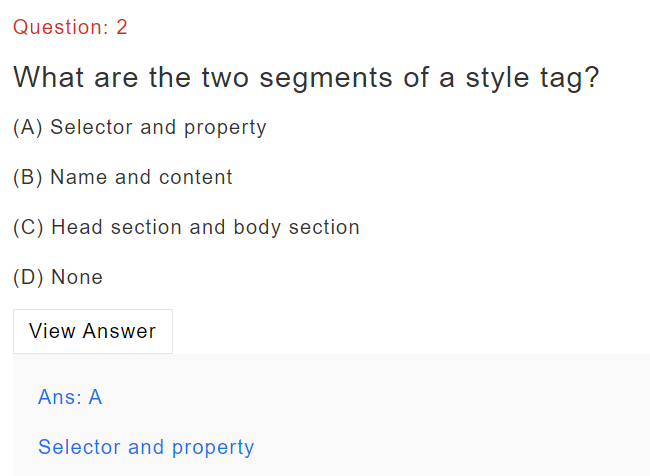 Question: 2
What are the two segments of a style tag?
(A) Selector and property
(B) Name and content
(C) Head section and body section
(D) None
View Answer
Ans: A
Selector and property